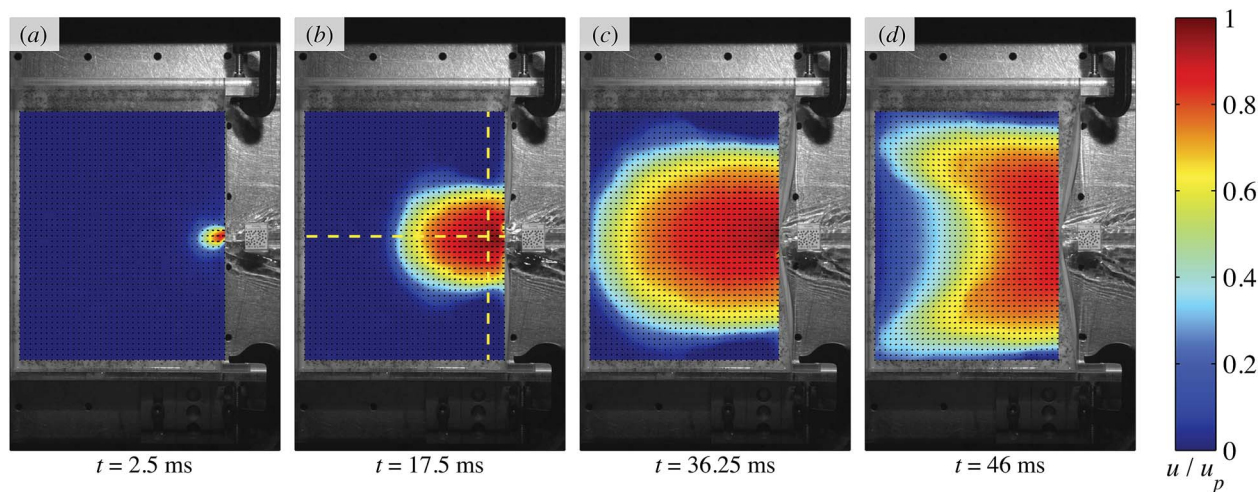 (a)
(b)
(c)
(d)
t = 2.5 ms
t = 17.5 ms
t = 36.25 ms
t = 46 ms
1
0.8
0.6
0.4
0.2
0
u / u_p